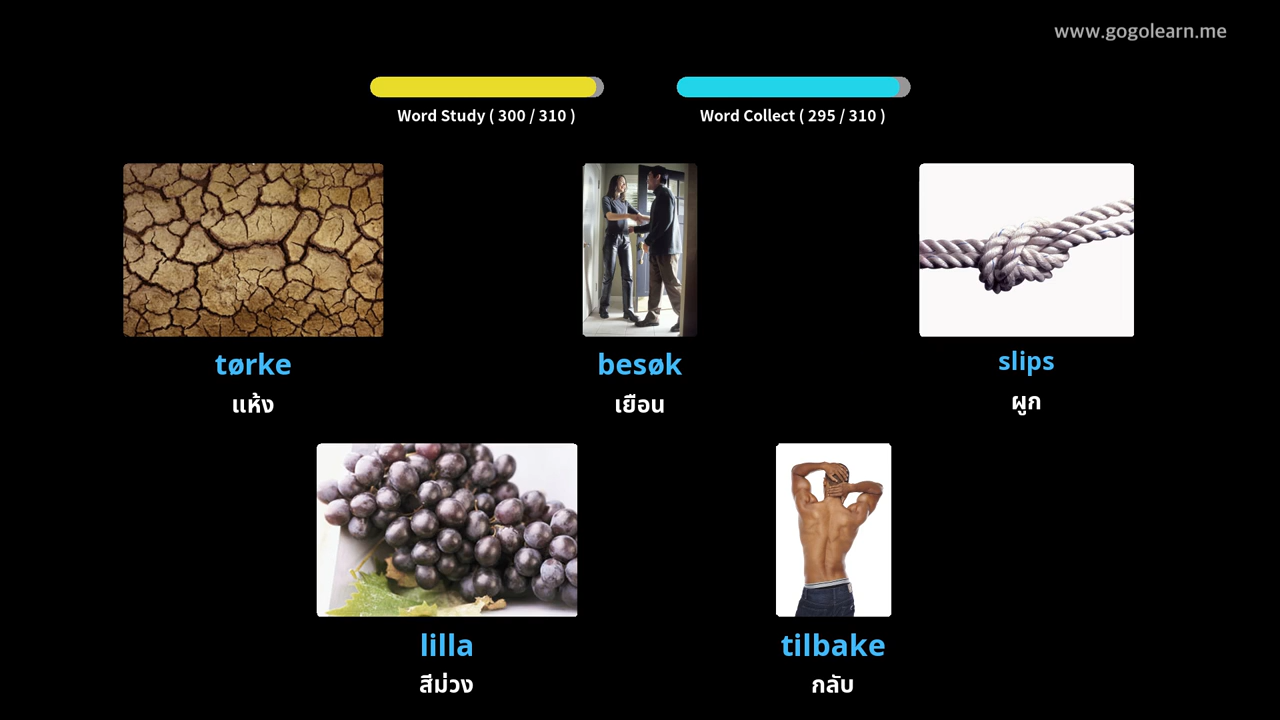 www.gogolearn.me
Word Study ( 300 / 310 )
Word Collect ( 295 / 310 )
tørke
แห้ง
besøk
เยือน
slips
ผูก
lilla
สีม่วง
tilbake
กลับ